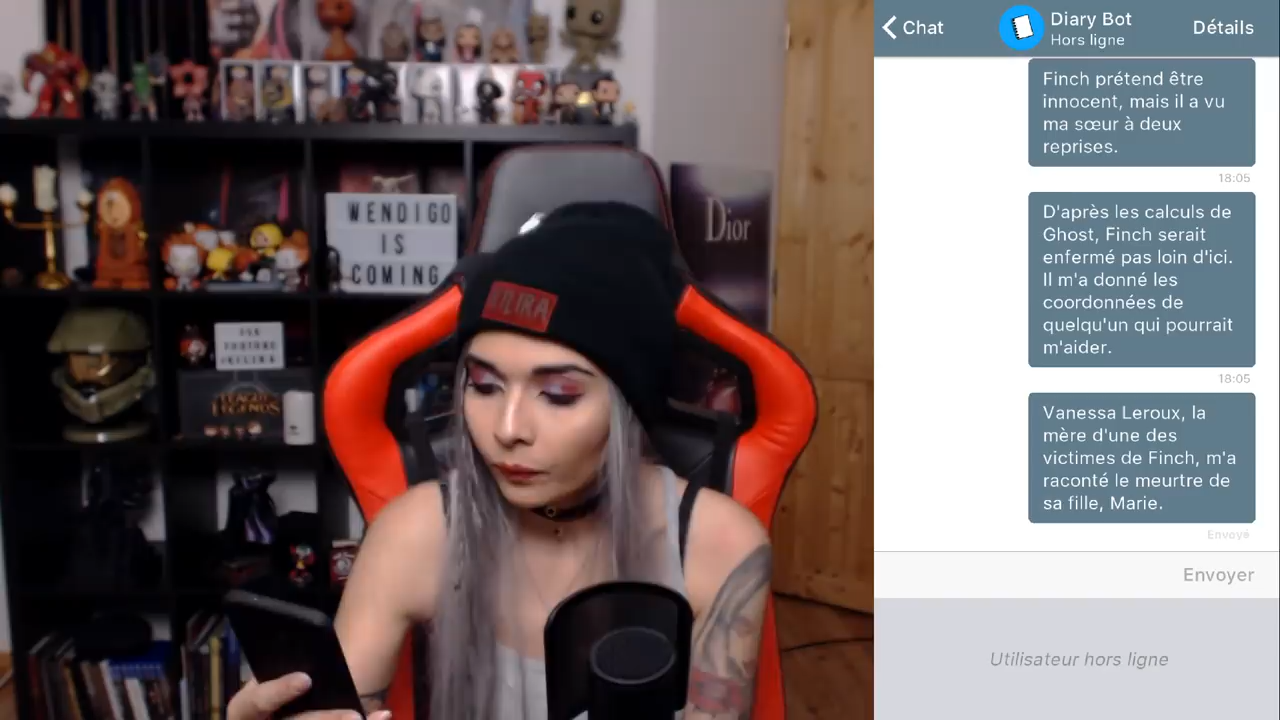 WENDIGO
IS
COMING
Dior
LEAGUE OF
LEGENDS
Chat
Diary Bot
Hors ligne
Détails
Finch prétend être
innocent, mais il a vu
ma sœur à deux
reprises.
18:05
D'après les calculs de
Ghost, Finch serait
enfermé pas loin d'ici.
Il m'a donné les
coordonnées de
quelqu'un qui pourrait
m'aider.
18:05
Vanessa Leroux, la
mère d'une des
victimes de Finch, m'a
raconté le meurtre de
sa fille, Marie.
Envoyé
Envoyer
Utilisateur hors ligne